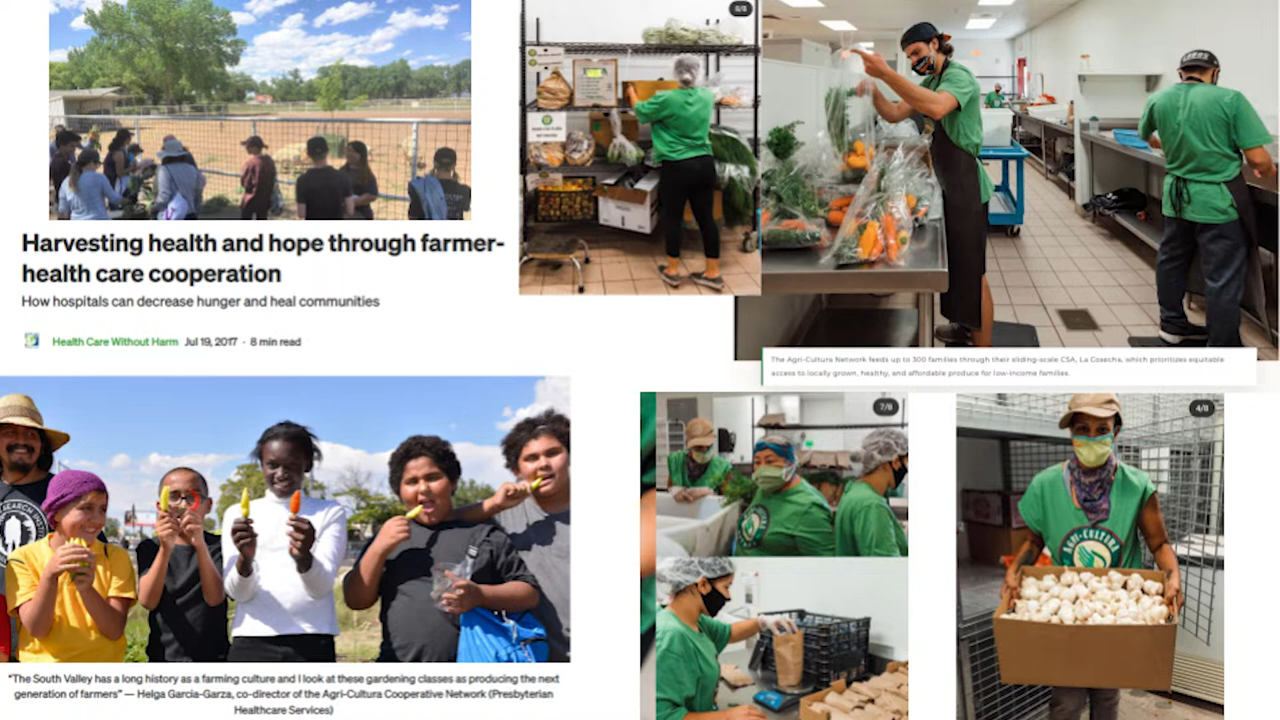 Harvesting health and hope through farmer-
health care cooperation
How hospitals can decrease hunger and heal communities
Health Care Without Harm Jul 19, 2017 · 8 min read
8/8
The Agri-Cultura Network feeds up to 300 families through their sliding-scale CSA, La Cosecha, which prioritizes equitable
access to locally grown, healthy, and affordable produce for low-income families.
7/8
4/8
AGRI-CULTURA
"The South Valley has a long history as a farming culture and I look at these gardening classes as producing the next
generation of farmers" — Helga Garcia-Garza, co-director of the Agri-Cultura Cooperative Network (Presbyterian
Healthcare Services)